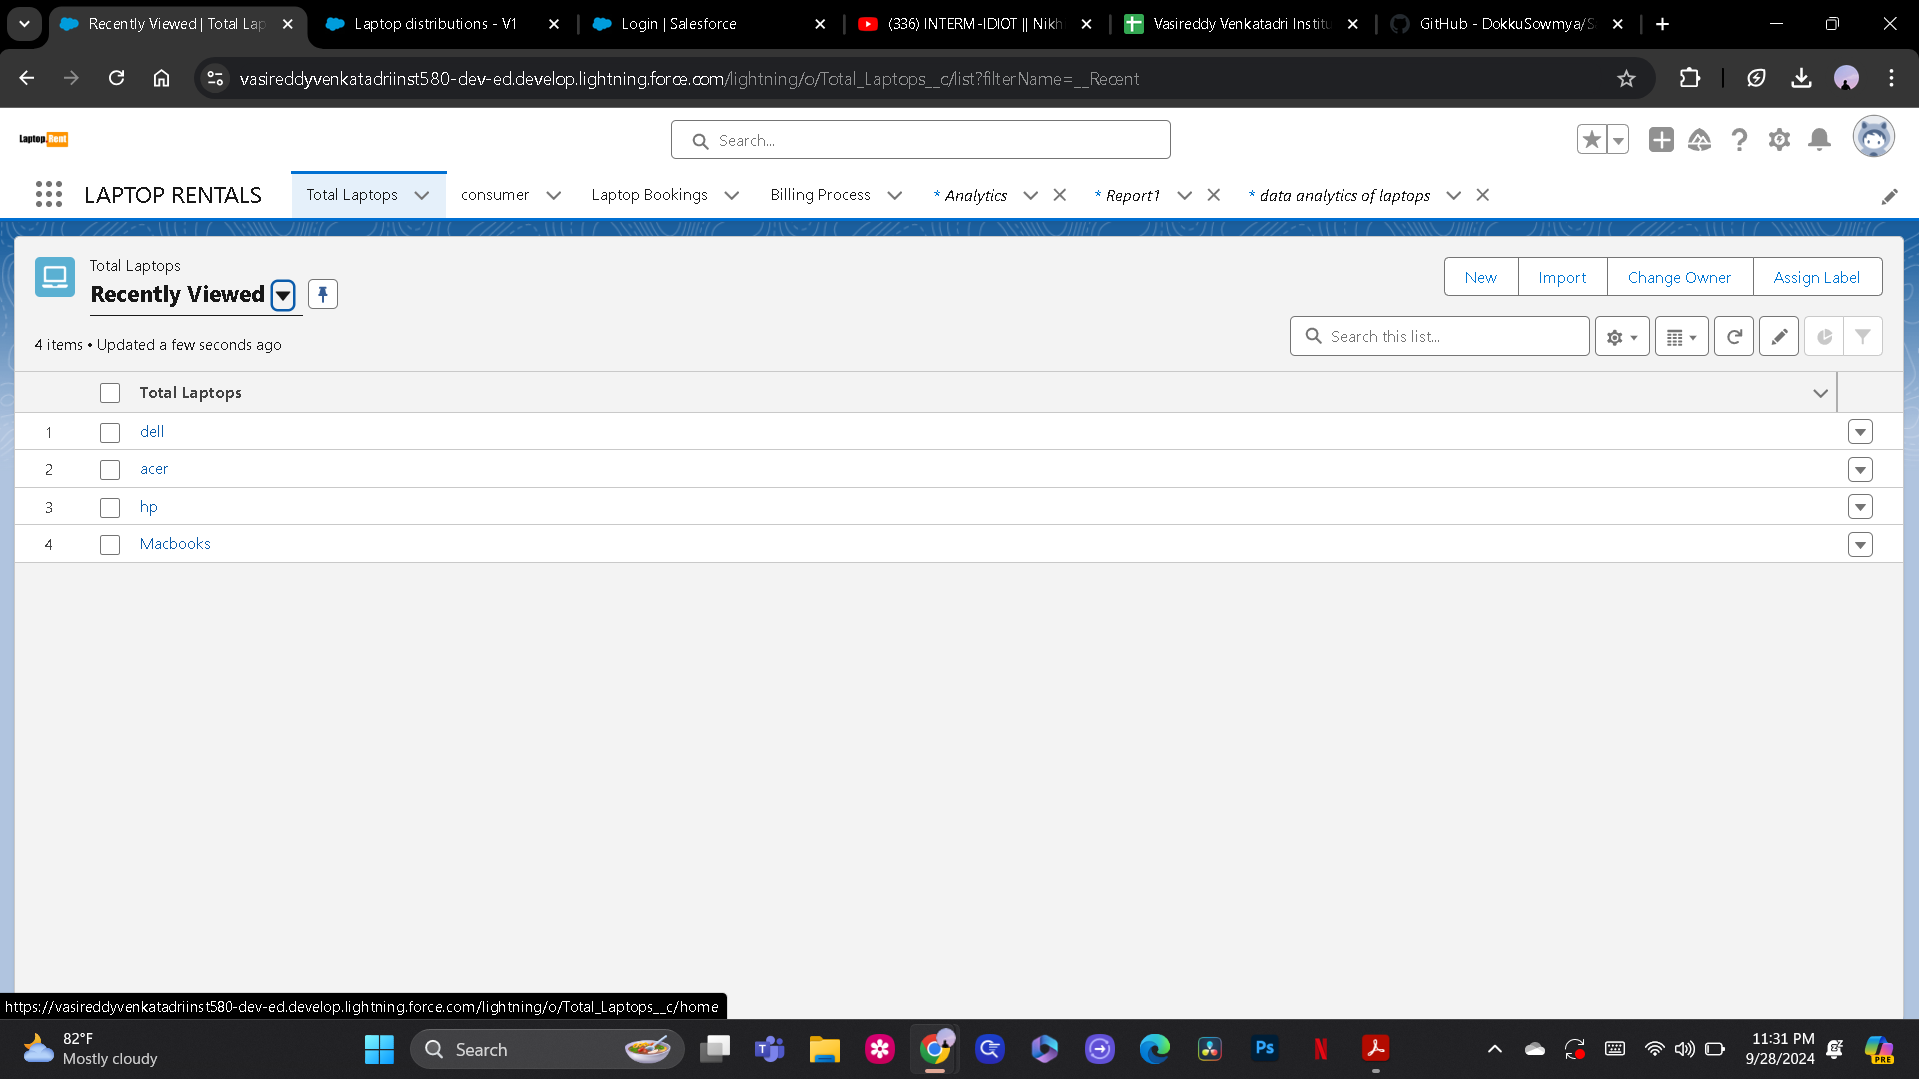 Recently Viewed | Total Lap
Laptop distributions - V1
Login | Salesforce
(336) INTERM-IDIOT || Nikh
Vasireddy Venkatadri Institu
GitHub - DokkuSowmya/S
vasireddyvenkatadriinst580-dev-ed.develop.lightning.force.com/lightning/o/Total_Laptops__c/list?filterName=__Recent
Laptop.Rent
Search...
LAPTOP RENTALS
Total Laptops
consumer
Laptop Bookings
Billing Process
* Analytics
* Report1
* data analytics of laptops
Total Laptops
Recently Viewed
New
Import
Change Owner
Assign Label
4 items • Updated a few seconds ago
Search this list...
Total Laptops
1 dell
2 acer
3 hp
4 Macbooks
https://vasireddyvenkatadriinst580-dev-ed.develop.lightning.force.com/lightning/o/Total_Laptops__c/home
82°F
Mostly cloudy
Search
Ps
PRE
11:31 PM
9/28/2024